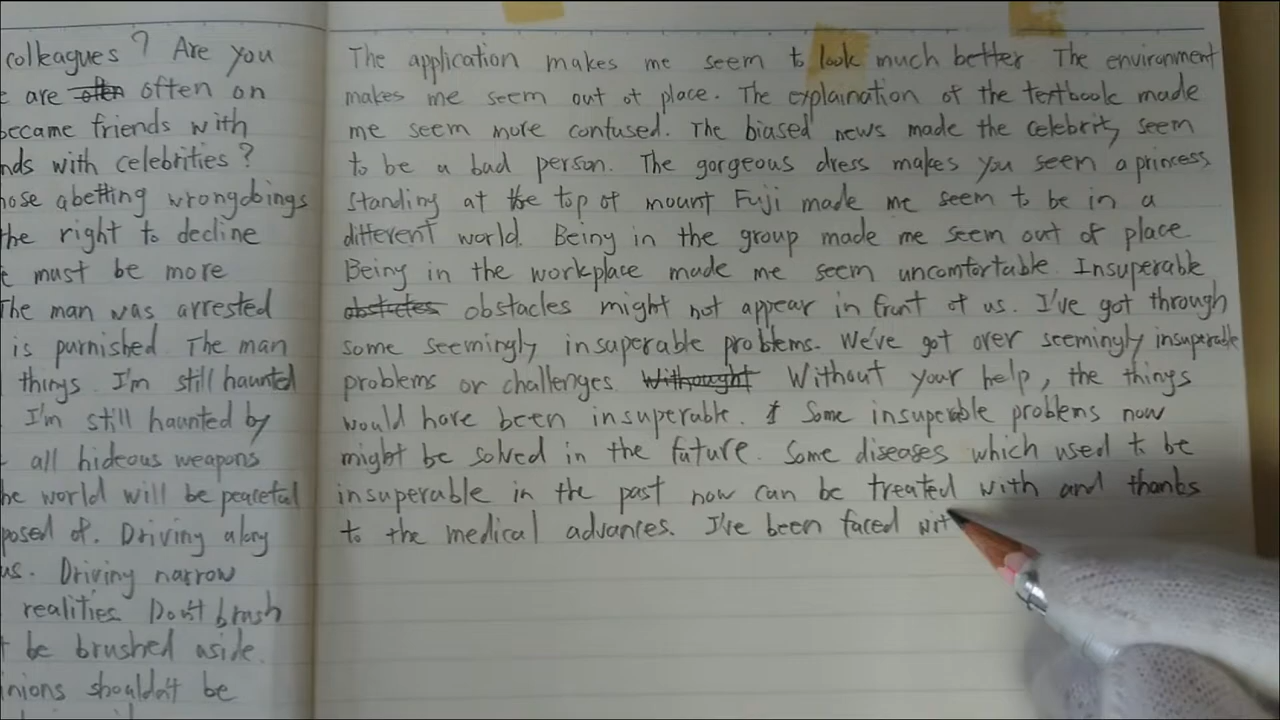 colleagues? Are you
are often often on
became friends with
nds with celebrities?
hose abetting wrongdoings
the right to decline
must be more
The man was arrested
is purnished. The man
things. I'm still haunted
I'm still haunted by
all hideous weapons
he world will be peaceful
posed of. Driving along
us. Driving narrow
realities. Don't brush
be brushed aside.
inions shouldn't be
The application makes me seem to look much better. The environment
makes me seem out of place. The explaination of the textbook made
me seem more confused. The biased news made the celebrity seem
to be a bad person. The gorgeous dress makes you seem a princess
Standing at the top of mount Fuji made me seem to be in a
different world. Being in the group made me seem out of place
Being in the workplace made me seem uncomfortable. Insuperable
obstacles obstacles might not appear in front of us. I've got through
some seemingly insuperable problems. We've got over seemingly insuperable
problems or challenges. Withought Without your help, the things
would have been insuperable. Some insuperable problems now
might be solved in the future. Some diseases which used to be
insuperable in the past now can be treated with and thanks
to the medical advances. I've been faced wit